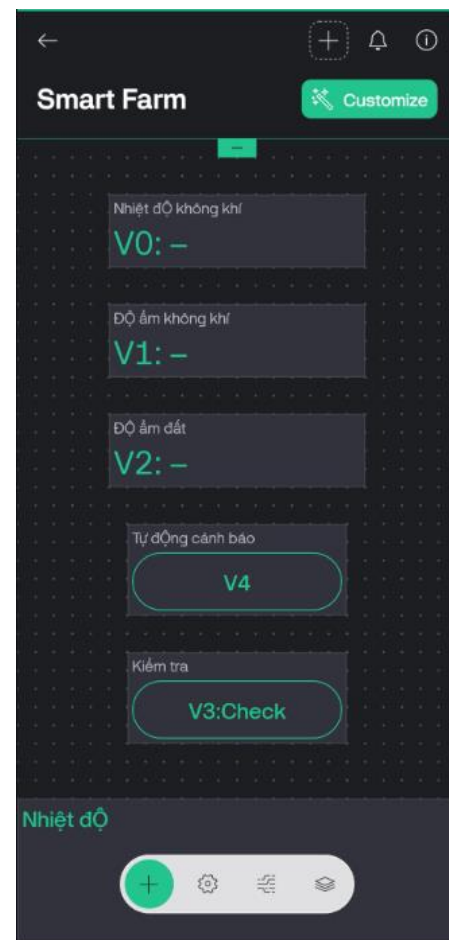 Smart Farm
Customize
Nhiệt độ không khí
V0: –
Độ ẩm không khí
V1: –
Độ ẩm đất
V2: –
Tự động cảnh báo
V4
Kiểm tra
V3:Check
Nhiệt độ